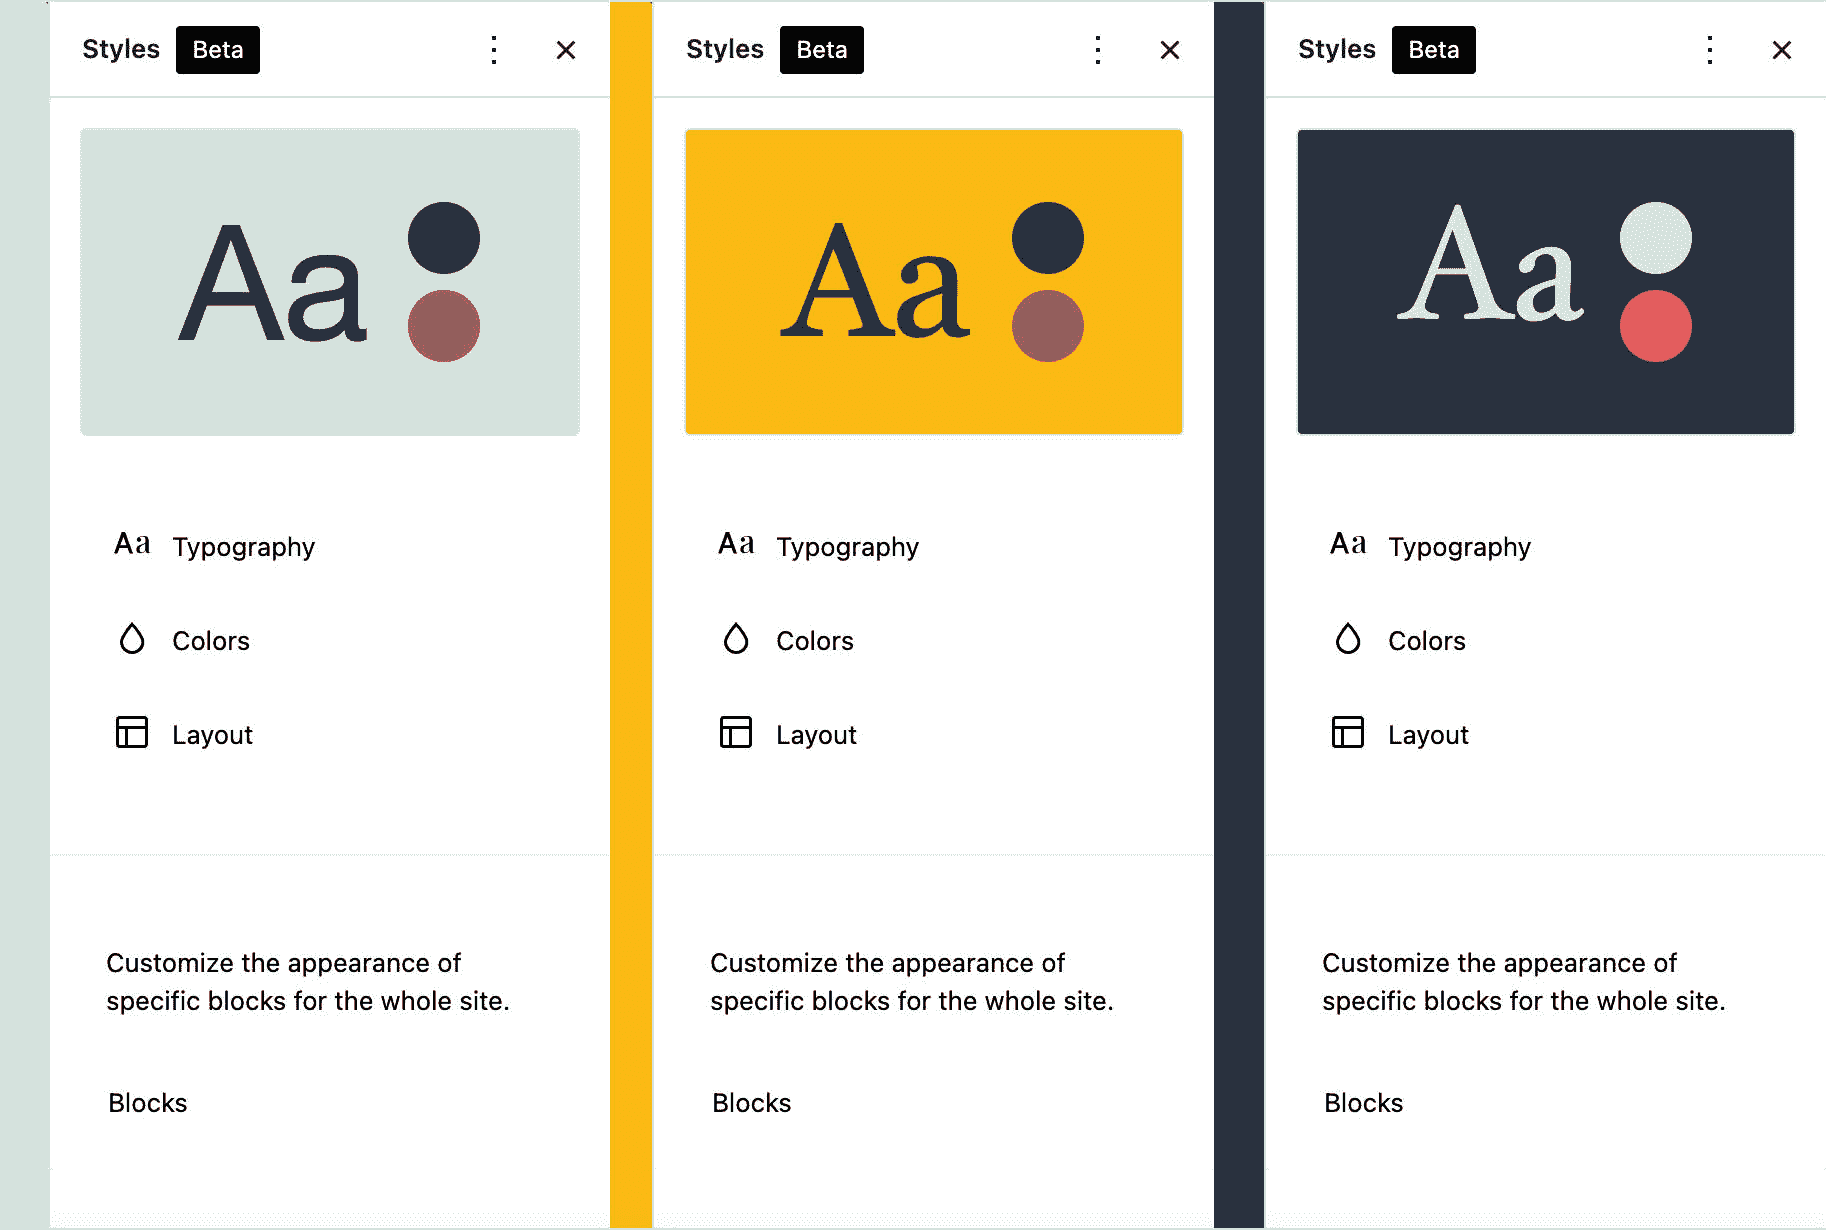 Styles Beta
Aa
Aa Typography
Colors
Layout
Customize the appearance of
specific blocks for the whole site.
Blocks
Styles Beta
Aa
Aa Typography
Colors
Layout
Customize the appearance of
specific blocks for the whole site.
Blocks
Styles Beta
Aa
Aa Typography
Colors
Layout
Customize the appearance of
specific blocks for the whole site.
Blocks